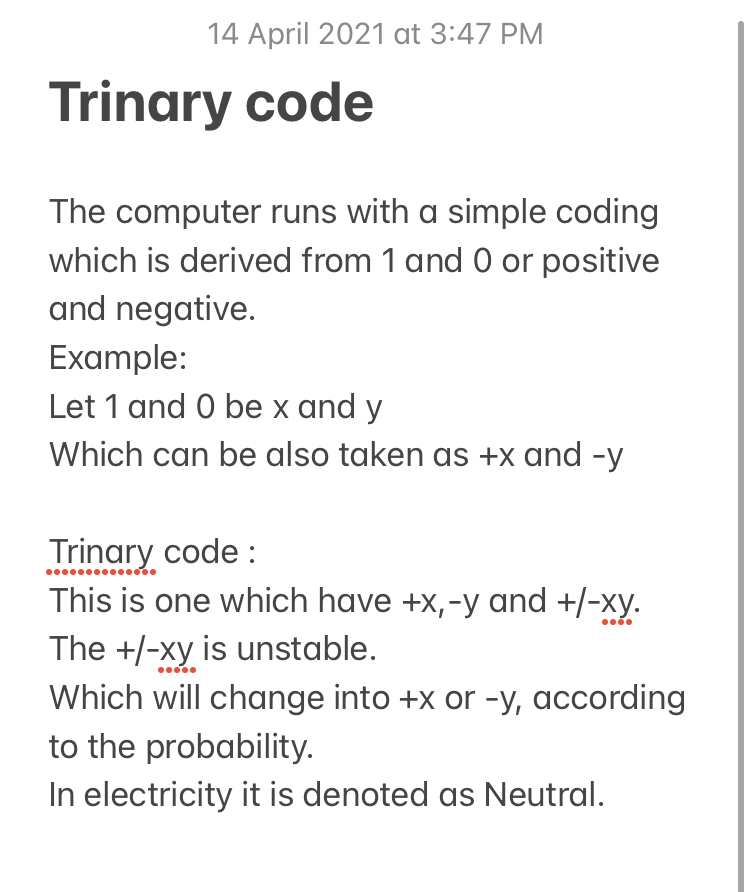 14 April 2021 at 3:47 PM
Trinary code
The computer runs with a simple coding
which is derived from 1 and 0 or positive
and negative.
Example:
Let 1 and 0 be x and y
Which can be also taken as +x and -y
Trinary code :
This is one which have +x,-y and +/-xy.
The +/-xy is unstable.
Which will change into +x or -y, according
to the probability.
In electricity it is denoted as Neutral.